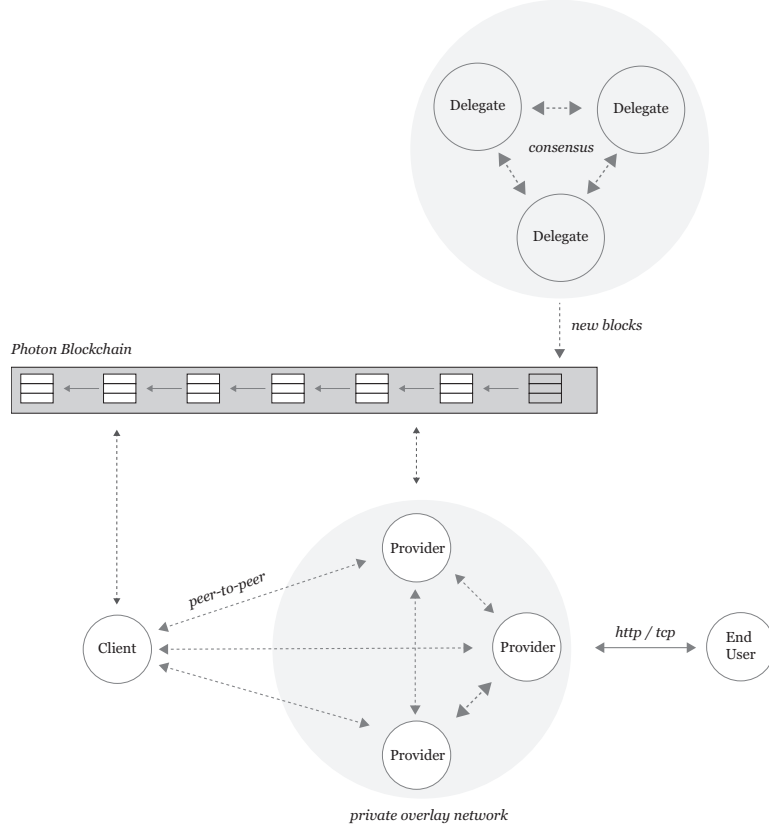 Delegate
Delegate
consensus
Delegate
new blocks
Photon Blockchain
Provider
peer-to-peer
Client
Provider
http / tcp
End
User
Provider
private overlay network